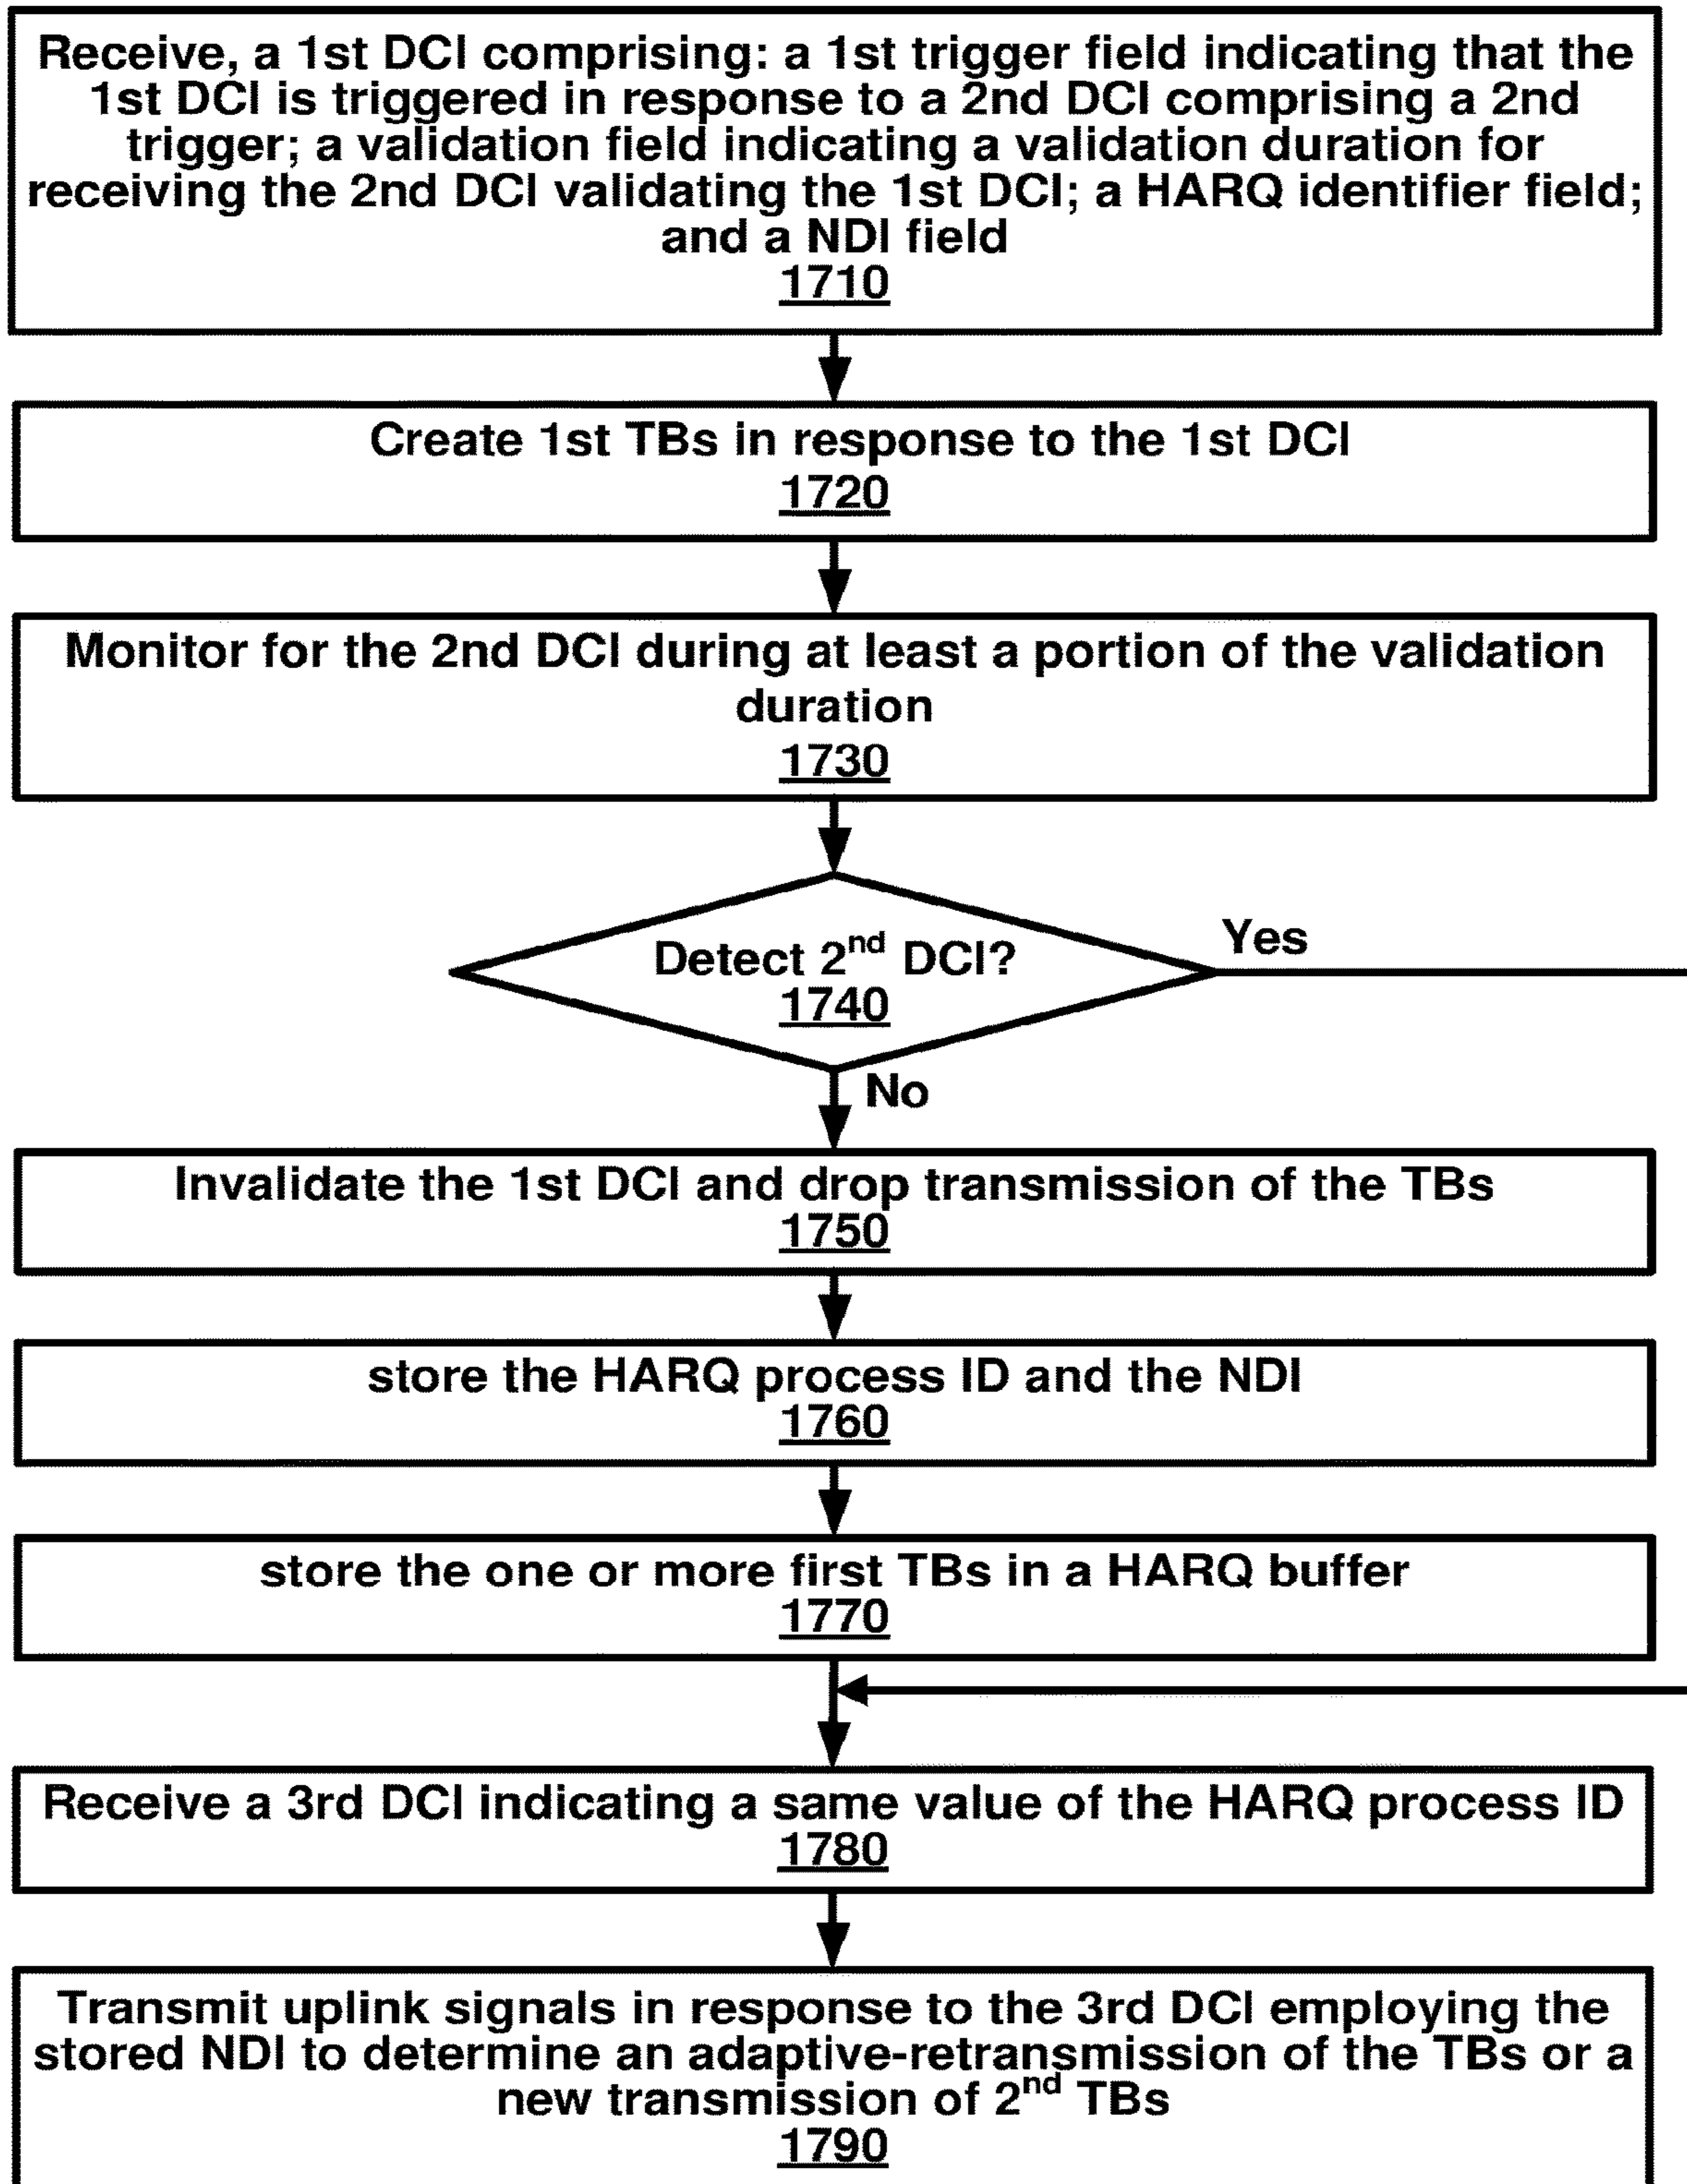 Receive, a 1st DCI comprising: a 1st trigger field indicating that the
1st DCI is triggered in response to a 2nd DCI comprising a 2nd
trigger; a validation field indicating a validation duration for
receiving the 2nd DCI validating the 1st DCI; a HARQ identifier field;
and a NDI field
1710
Create 1st TBs in response to the 1st DCI
1720
Monitor for the 2nd DCI during at least a portion of the validation
duration
1730
Detect 2nd DCI?
1740
Yes
No
Invalidate the 1st DCI and drop transmission of the TBs
1750
store the HARQ process ID and the NDI
1760
store the one or more first TBs in a HARQ buffer
1770
Receive a 3rd DCI indicating a same value of the HARQ process ID
1780
Transmit uplink signals in response to the 3rd DCI employing the
stored NDI to determine an adaptive-retransmission of the TBs or a
new transmission of 2nd TBs
1790